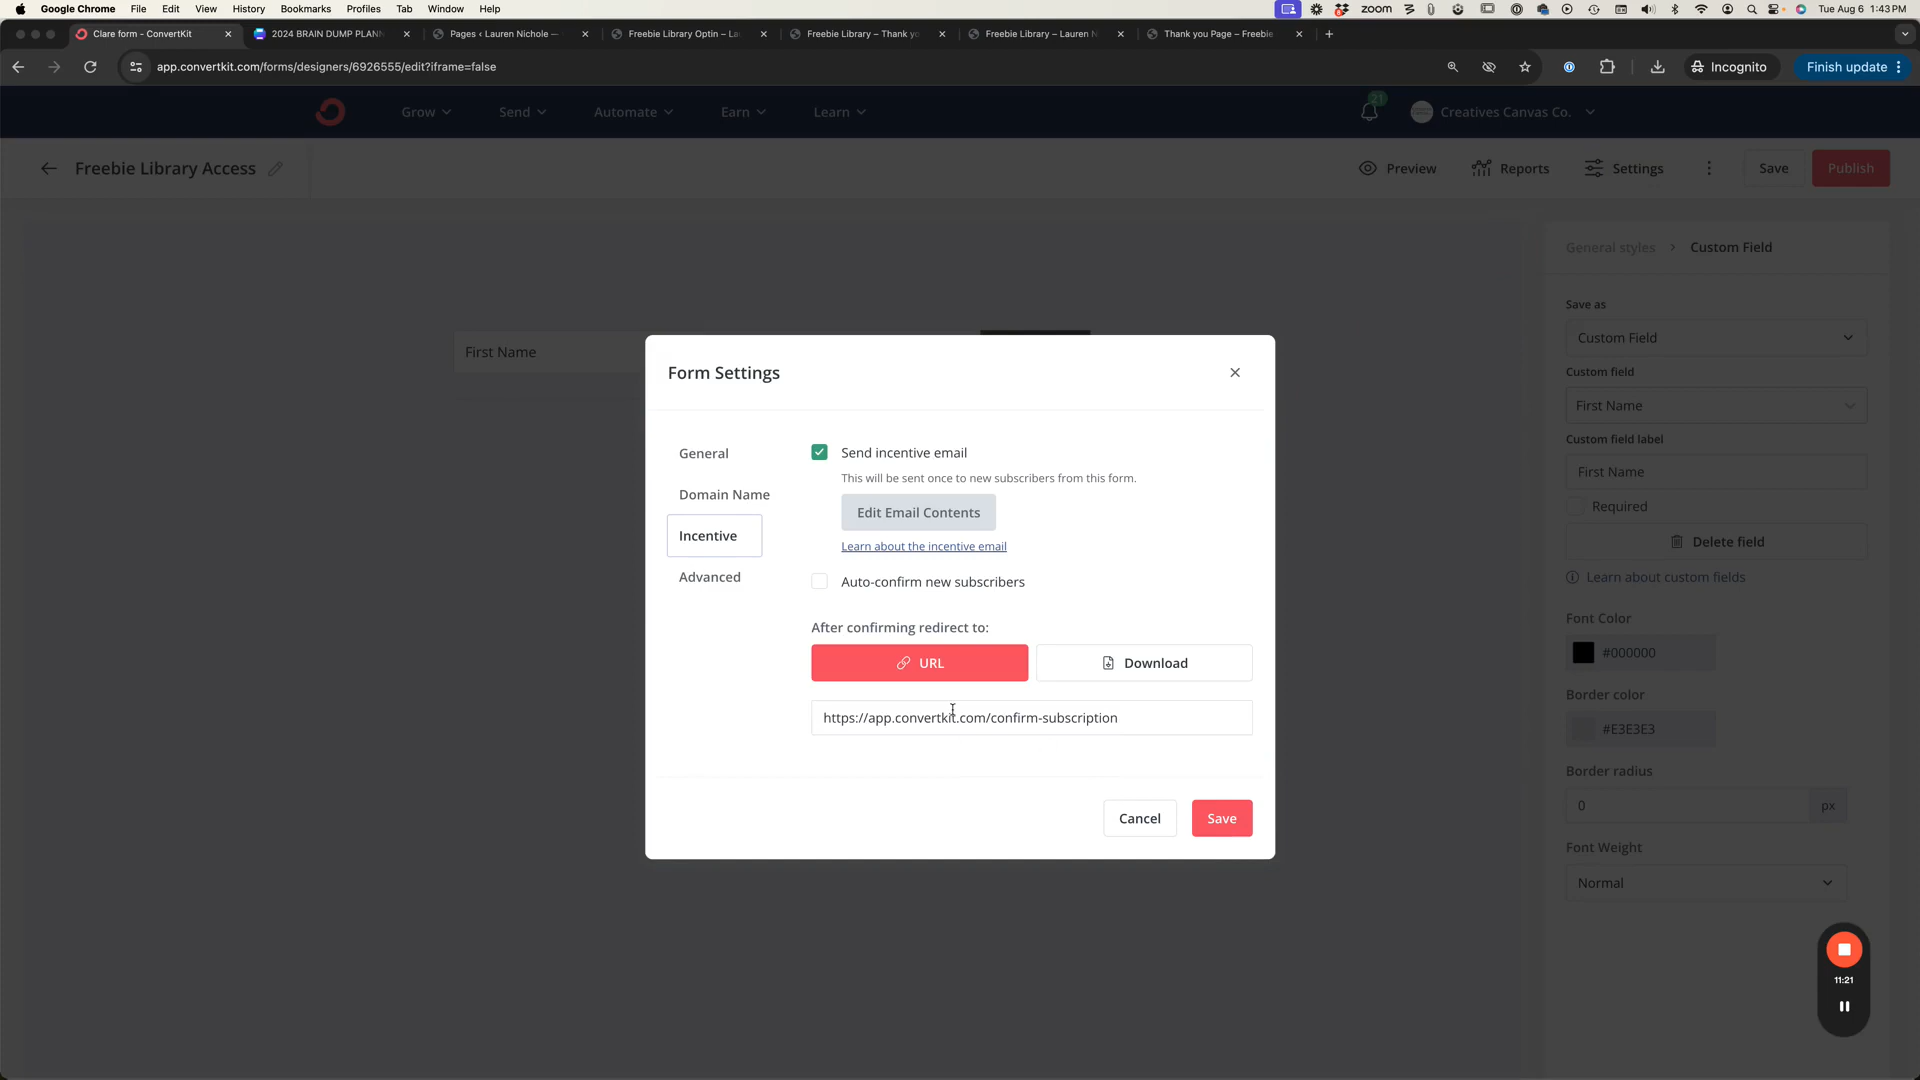 Google Chrome File Edit View History Bookmarks Profiles Tab Window Help zoom Tue Aug 6 1:43 PM
Clare form - ConvertKit 2024 BRAIN DUMP PLANN Pages ‹ Lauren Nichole — Freebie Library Optin – La Freebie Library – Thank yo Freebie Library – Lauren N Thank you Page – Freebie
app.convertkit.com/forms/designers/6926555/edit?iframe=false Incognito Finish update
Grow Send Automate Earn Learn 21 Creatives Canvas Co.
Freebie Library Access Preview Reports Settings Save Publish
General styles > Custom Field
Save as
Custom Field
Custom field
First Name
Custom field label
First Name
Required
Delete field
Learn about custom fields
Font Color
#000000
Border color
#E3E3E3
Border radius
0 px
Font Weight
Normal
First Name
Form Settings
General
Domain Name
Incentive
Advanced
Send incentive email
This will be sent once to new subscribers from this form.
Edit Email Contents
Learn about the incentive email
Auto-confirm new subscribers
After confirming redirect to:
URL Download
https://app.convertkit.com/confirm-subscription
Cancel Save
11:21